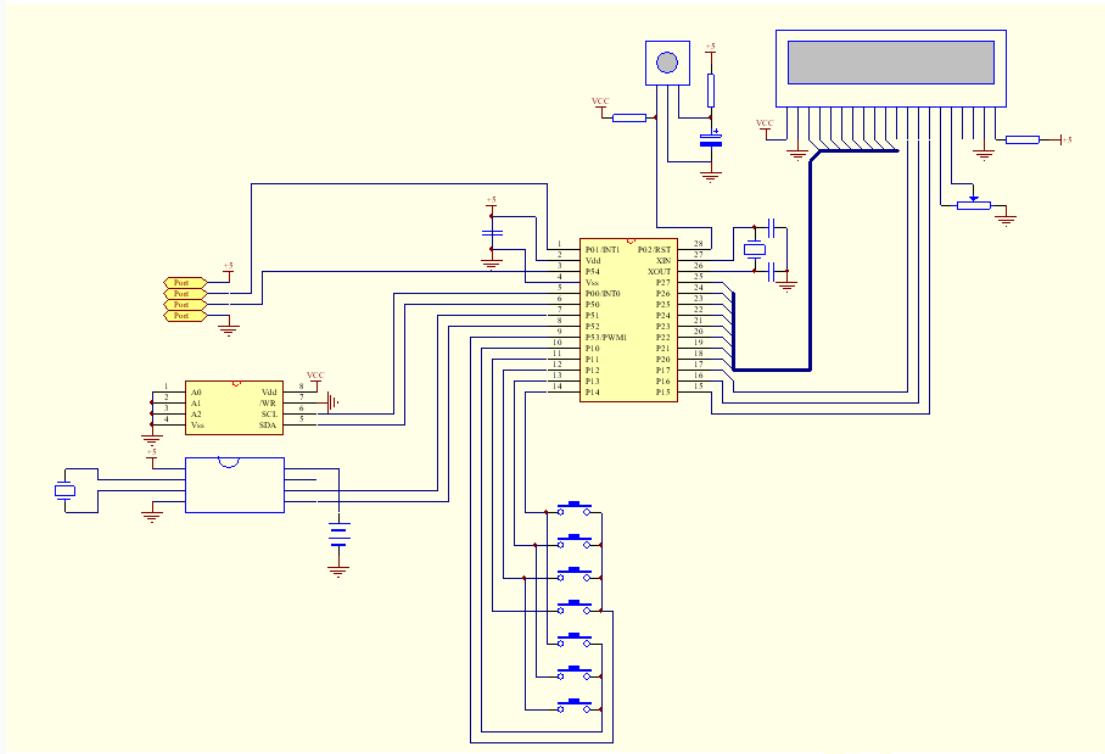 +5
VCC
VCC
+5
+5
1 P01/INT1 P02/RST 28
2 Vdd XIN 27
3 P54 XOUT 26
4 Vss P27 25
5 P00/INT0 P26 24
6 P50 P25 23
7 P51 P24 22
8 P52 P23 21
9 P53/PWM1 P22 20
10 P10 P21 19
11 P11 P20 18
12 P12 P17 17
13 P13 P16 16
14 P14 P15 15
+5
Port
Port
Port
Port
VCC
1 A0 Vdd 8
2 A1 /WR 7
3 A2 SCL 6
4 Vss SDA 5
+5